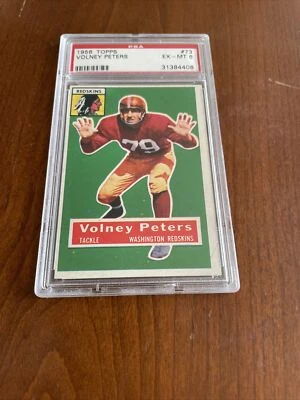 PSA
1956 TOPPS #73
VOLNEY PETERS EX-MT 6
31384408
REDSKINS
79
Volney Peters
TACKLE WASHINGTON REDSKINS